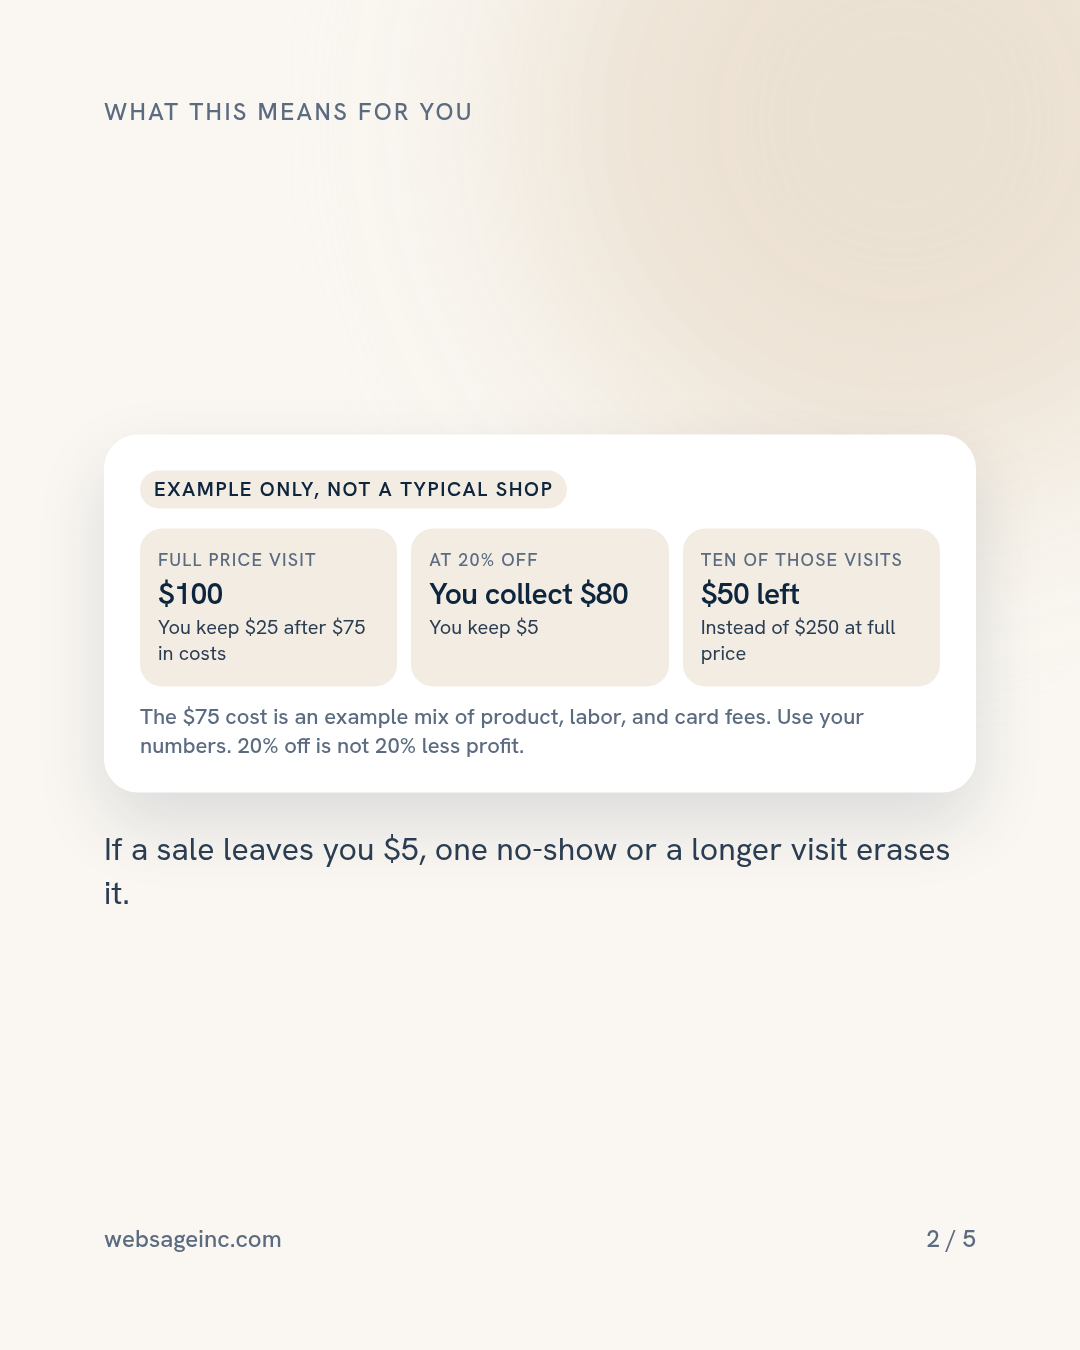 WHAT THIS MEANS FOR YOU
EXAMPLE ONLY, NOT A TYPICAL SHOP
FULL PRICE VISIT
$100
You keep $25 after $75
in costs
AT 20% OFF
You collect $80
You keep $5
TEN OF THOSE VISITS
$50 left
Instead of $250 at full
price
The $75 cost is an example mix of product, labor, and card fees. Use your
numbers. 20% off is not 20% less profit.
If a sale leaves you $5, one no-show or a longer visit erases
it.
websageinc.com
2 / 5